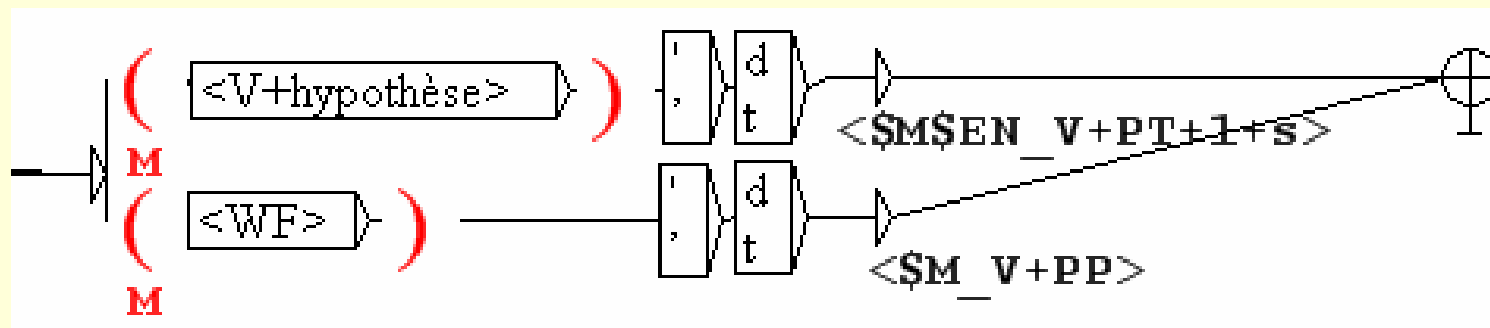 ( <V+hypothèse> ) ' d
, t
M <$M$EN_V+PT+1+s>
( <WF> ) ' d
, t
M <$M_V+PP>